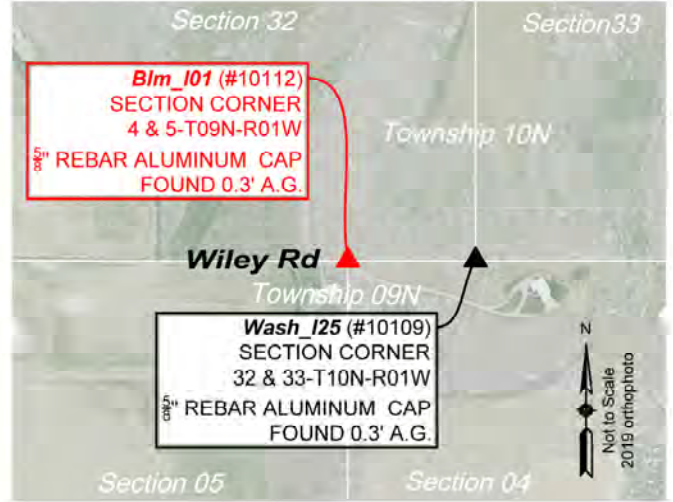 Section 32
Section33
Blm_I01 (#10112)
SECTION CORNER
4 & 5-T09N-R01W
5/8" REBAR ALUMINUM CAP
FOUND 0.3' A.G.
Township 10N
Wiley Rd
Township 09N
Wash_I25 (#10109)
SECTION CORNER
32 & 33-T10N-R01W
5/8" REBAR ALUMINUM CAP
FOUND 0.3' A.G.
N
Not to Scale
2019 orthophoto
Section 05
Section 04